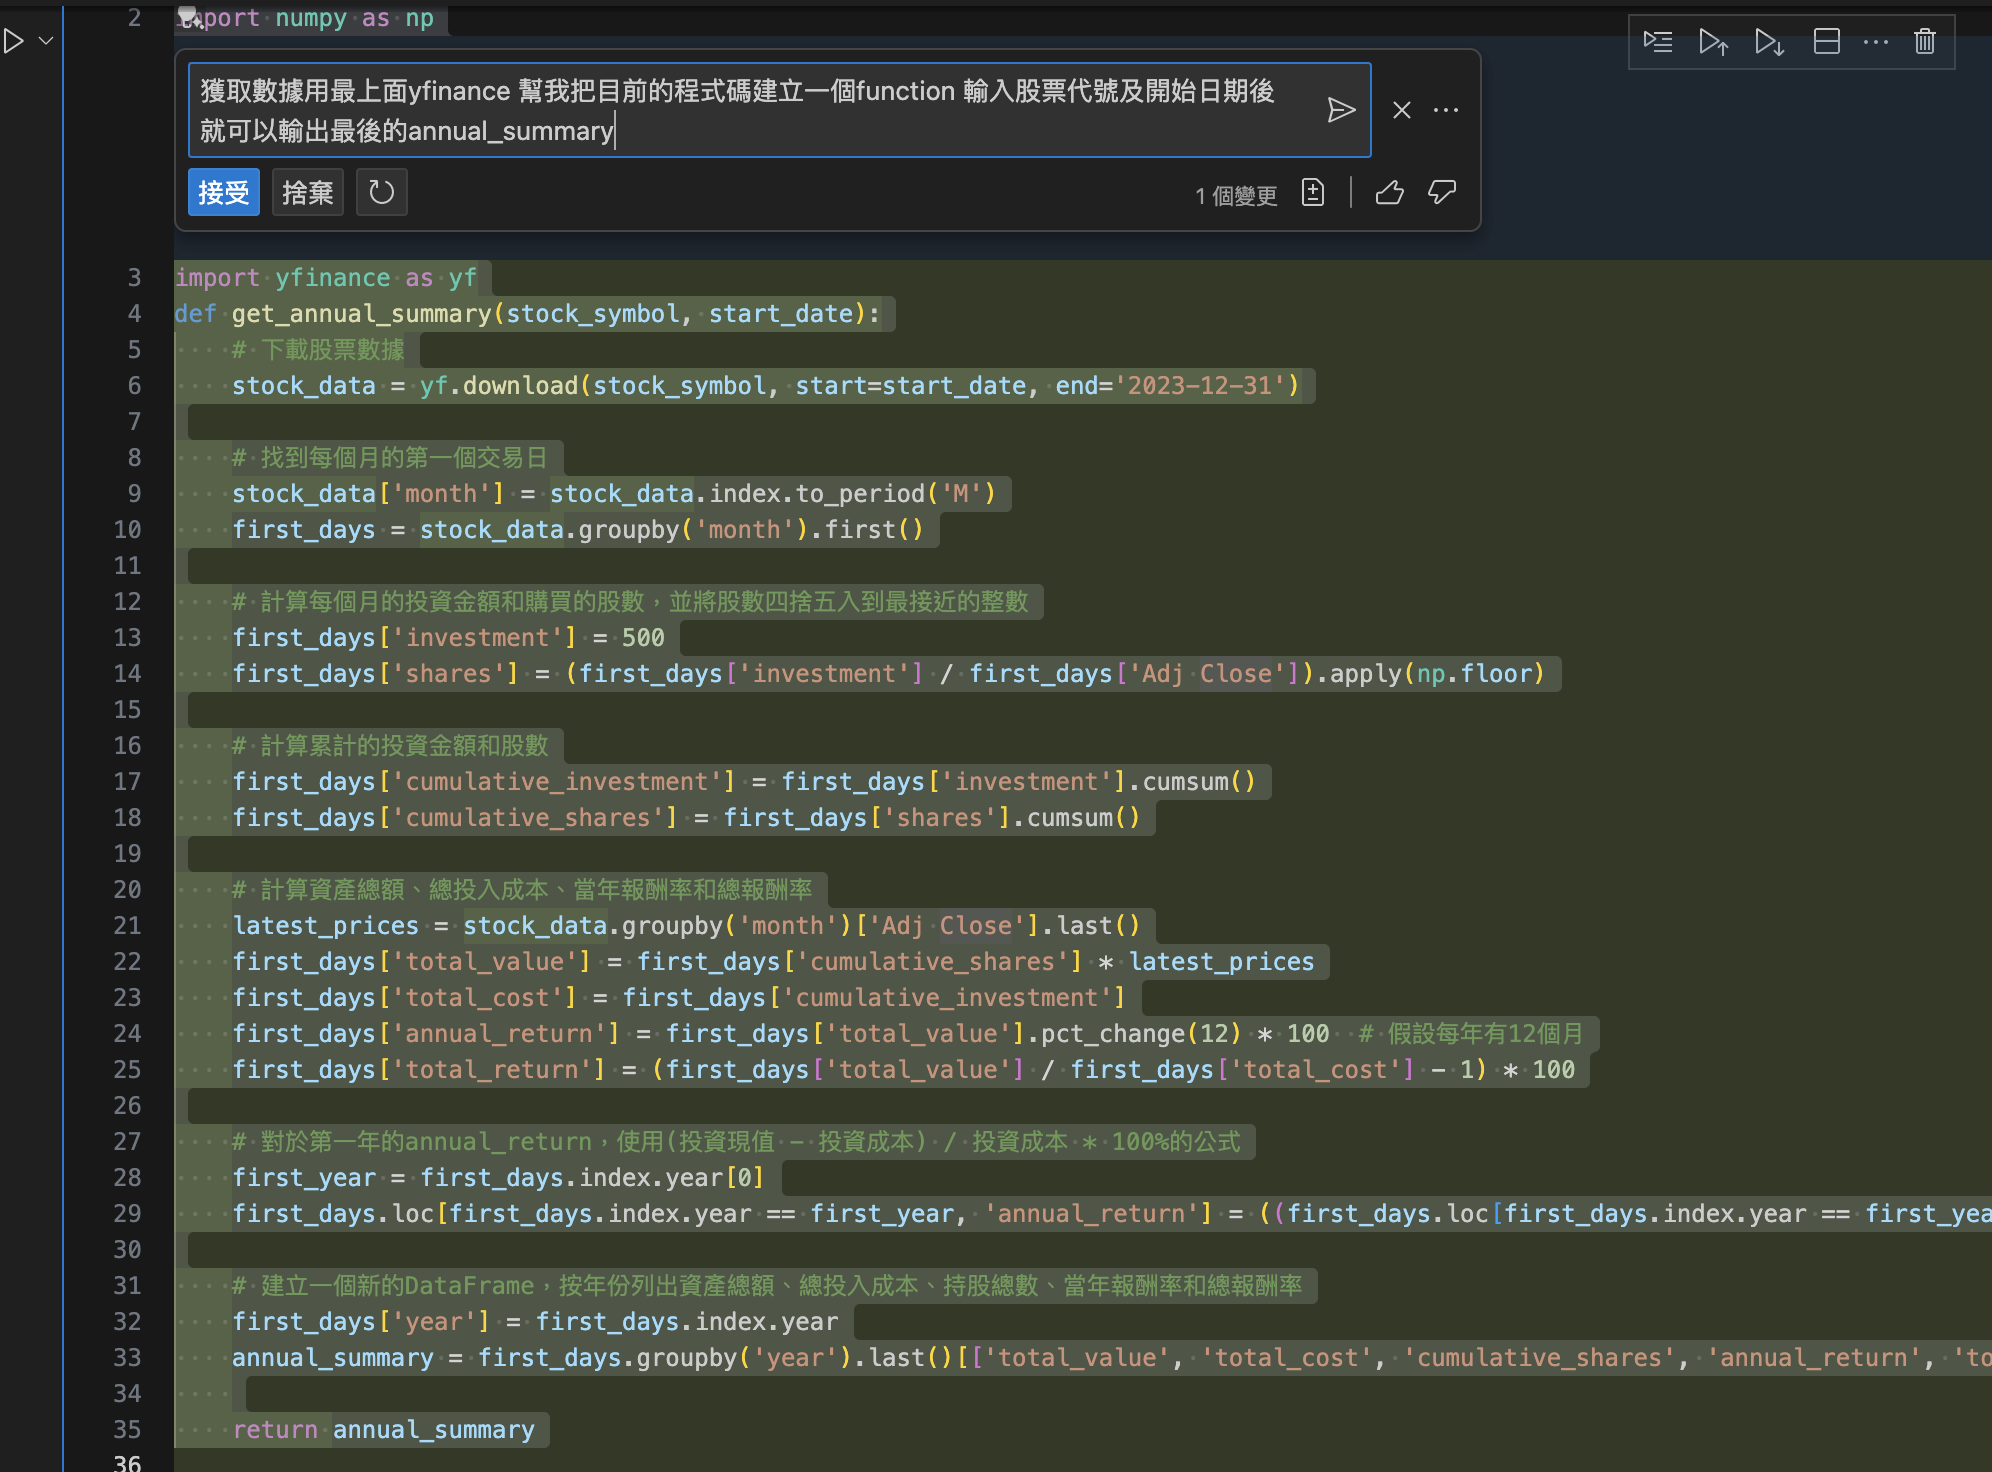 2 import numpy as np
獲取數據用最上面yfinance 幫我把目前的程式碼建立一個function 輸入股票代號及開始日期後
就可以輸出最後的annual_summary
接受 捨棄 1 個變更
3 import yfinance as yf
4 def get_annual_summary(stock_symbol, start_date):
5 # 下載股票數據
6 stock_data = yf.download(stock_symbol, start=start_date, end='2023-12-31')
7
8 # 找到每個月的第一個交易日
9 stock_data['month'] = stock_data.index.to_period('M')
10 first_days = stock_data.groupby('month').first()
11
12 # 計算每個月的投資金額和購買的股數，並將股數四捨五入到最接近的整數
13 first_days['investment'] = 500
14 first_days['shares'] = (first_days['investment'] / first_days['Adj Close']).apply(np.floor)
15
16 # 計算累計的投資金額和股數
17 first_days['cumulative_investment'] = first_days['investment'].cumsum()
18 first_days['cumulative_shares'] = first_days['shares'].cumsum()
19
20 # 計算資產總額、總投入成本、當年報酬率和總報酬率
21 latest_prices = stock_data.groupby('month')['Adj Close'].last()
22 first_days['total_value'] = first_days['cumulative_shares'] * latest_prices
23 first_days['total_cost'] = first_days['cumulative_investment']
24 first_days['annual_return'] = first_days['total_value'].pct_change(12) * 100 # 假設每年有12個月
25 first_days['total_return'] = (first_days['total_value'] / first_days['total_cost'] - 1) * 100
26
27 # 對於第一年的annual_return，使用(投資現值 - 投資成本) / 投資成本 * 100%的公式
28 first_year = first_days.index.year[0]
29 first_days.loc[first_days.index.year == first_year, 'annual_return'] = ((first_days.loc[first_days.index.year == first_yea
30
31 # 建立一個新的DataFrame，按年份列出資產總額、總投入成本、持股總數、當年報酬率和總報酬率
32 first_days['year'] = first_days.index.year
33 annual_summary = first_days.groupby('year').last()[['total_value', 'total_cost', 'cumulative_shares', 'annual_return', 'to
34
35 return annual_summary
36